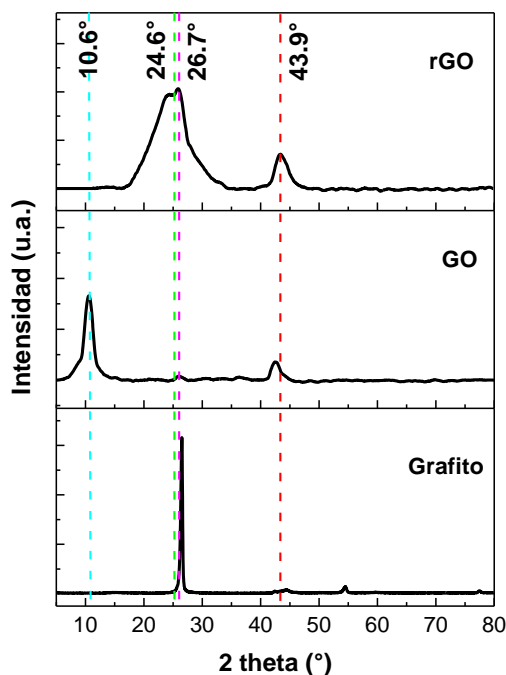 10.6°
24.6°
26.7°
43.9°
rGO
GO
Grafito
Intensidad (u.a.)
10 20 30 40 50 60 70 80
2 theta (°)